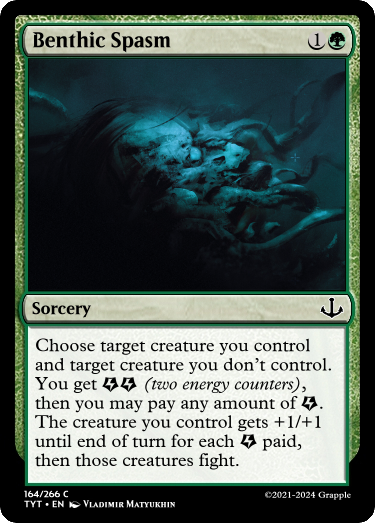 Benthic Spasm 1
Sorcery
Choose target creature you control
and target creature you don't control.
You get (two energy counters),
then you may pay any amount of .
The creature you control gets +1/+1
until end of turn for each paid,
then those creatures fight.
164/266 C
TYT • EN Vladimir Matyukhin
©2021-2024 Grapple